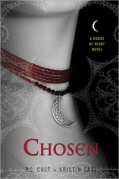 A HOUSE
OF NIGHT
NOVEL
CHOSEN
P.C. CAST + KRISTIN CAST